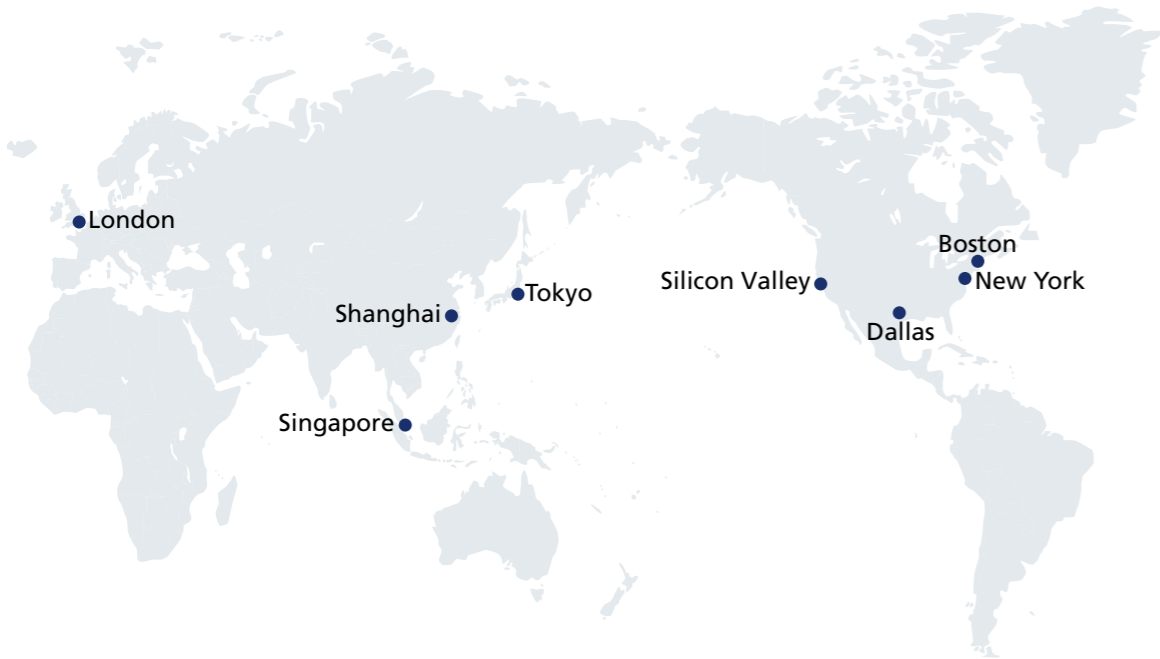 London
Boston
Silicon Valley
New York
Tokyo
Shanghai
Dallas
Singapore